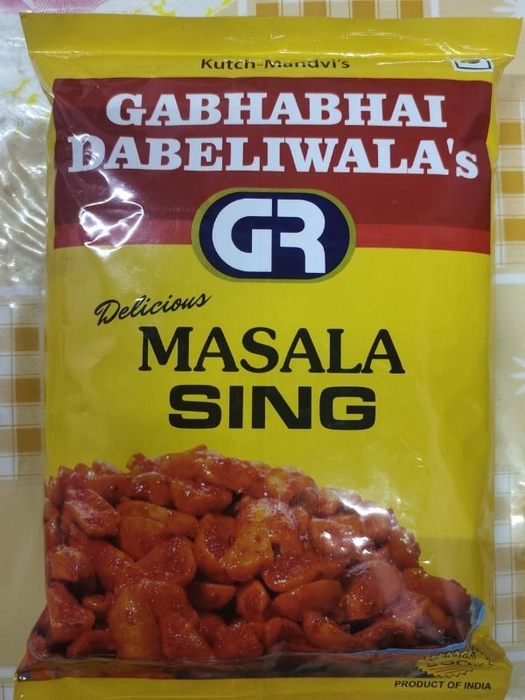 Kutch-Mandvi's
GABHABHAI
DABELIWALA's
GR
Delicious
MASALA
SING
PRODUCT OF INDIA